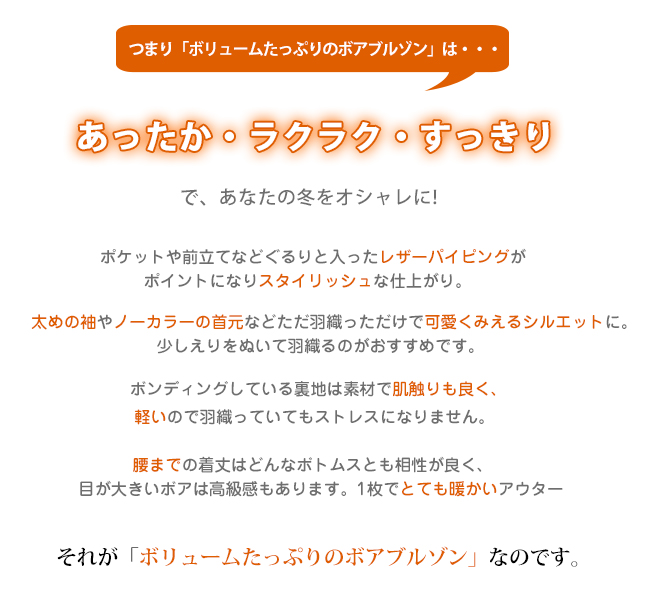 つまり「ボリュームたっぷりのボアブルゾン」は・・・
あったか・ラクラク・すっきり
で、あなたの冬をオシャレに!
ポケットや前立てなどぐるりと入ったレザーパイピングが
ポイントになりスタイリッシュな仕上がり。
太めの袖やノーカラーの首元などただ羽織っただけで可愛くみえるシルエットに。
少しえりをぬいて羽織るのがおすすめです。
ボンディングしている裏地は素材で肌触りも良く、
軽いので羽織っていてもストレスになりません。
腰までの着丈はどんなボトムスとも相性が良く、
目が大きいボアは高級感もあります。1枚でとても暖かいアウター
それが「ボリュームたっぷりのボアブルゾン」なのです。